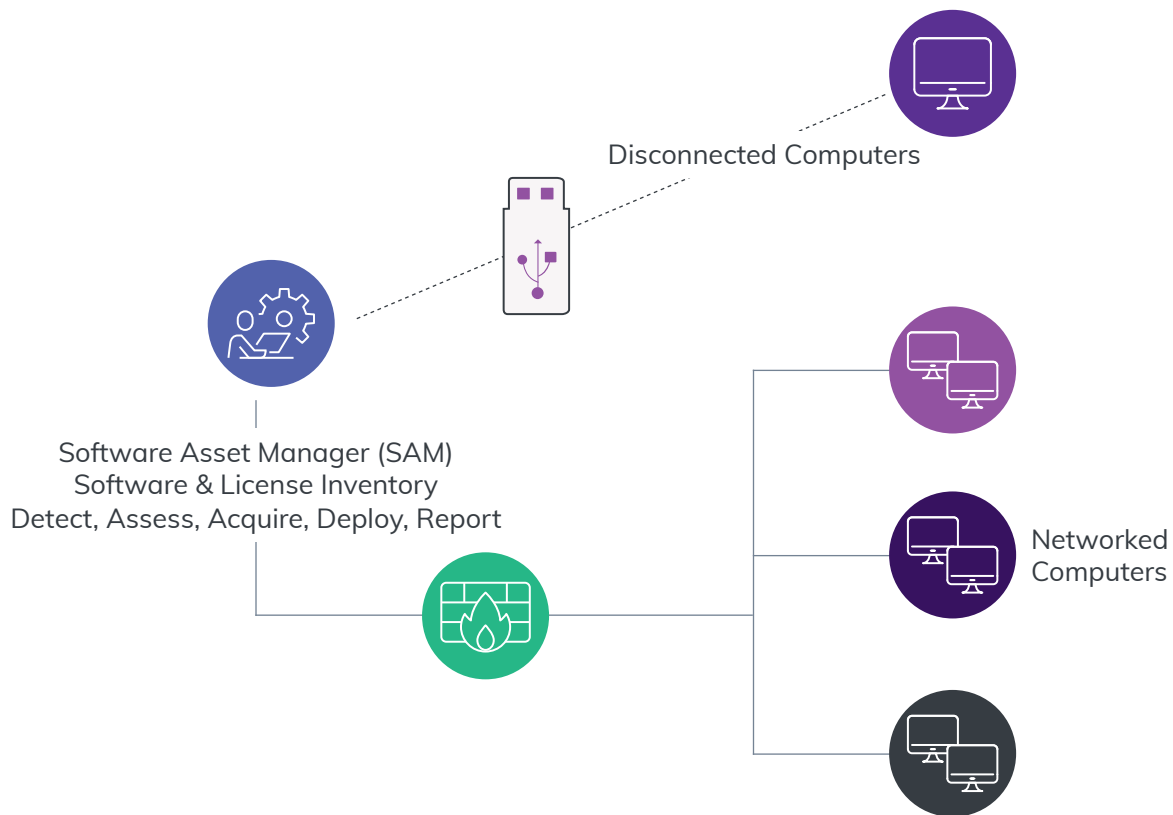 Disconnected Computers
Software Asset Manager (SAM)
Software & License Inventory
Detect, Assess, Acquire, Deploy, Report
Networked
Computers